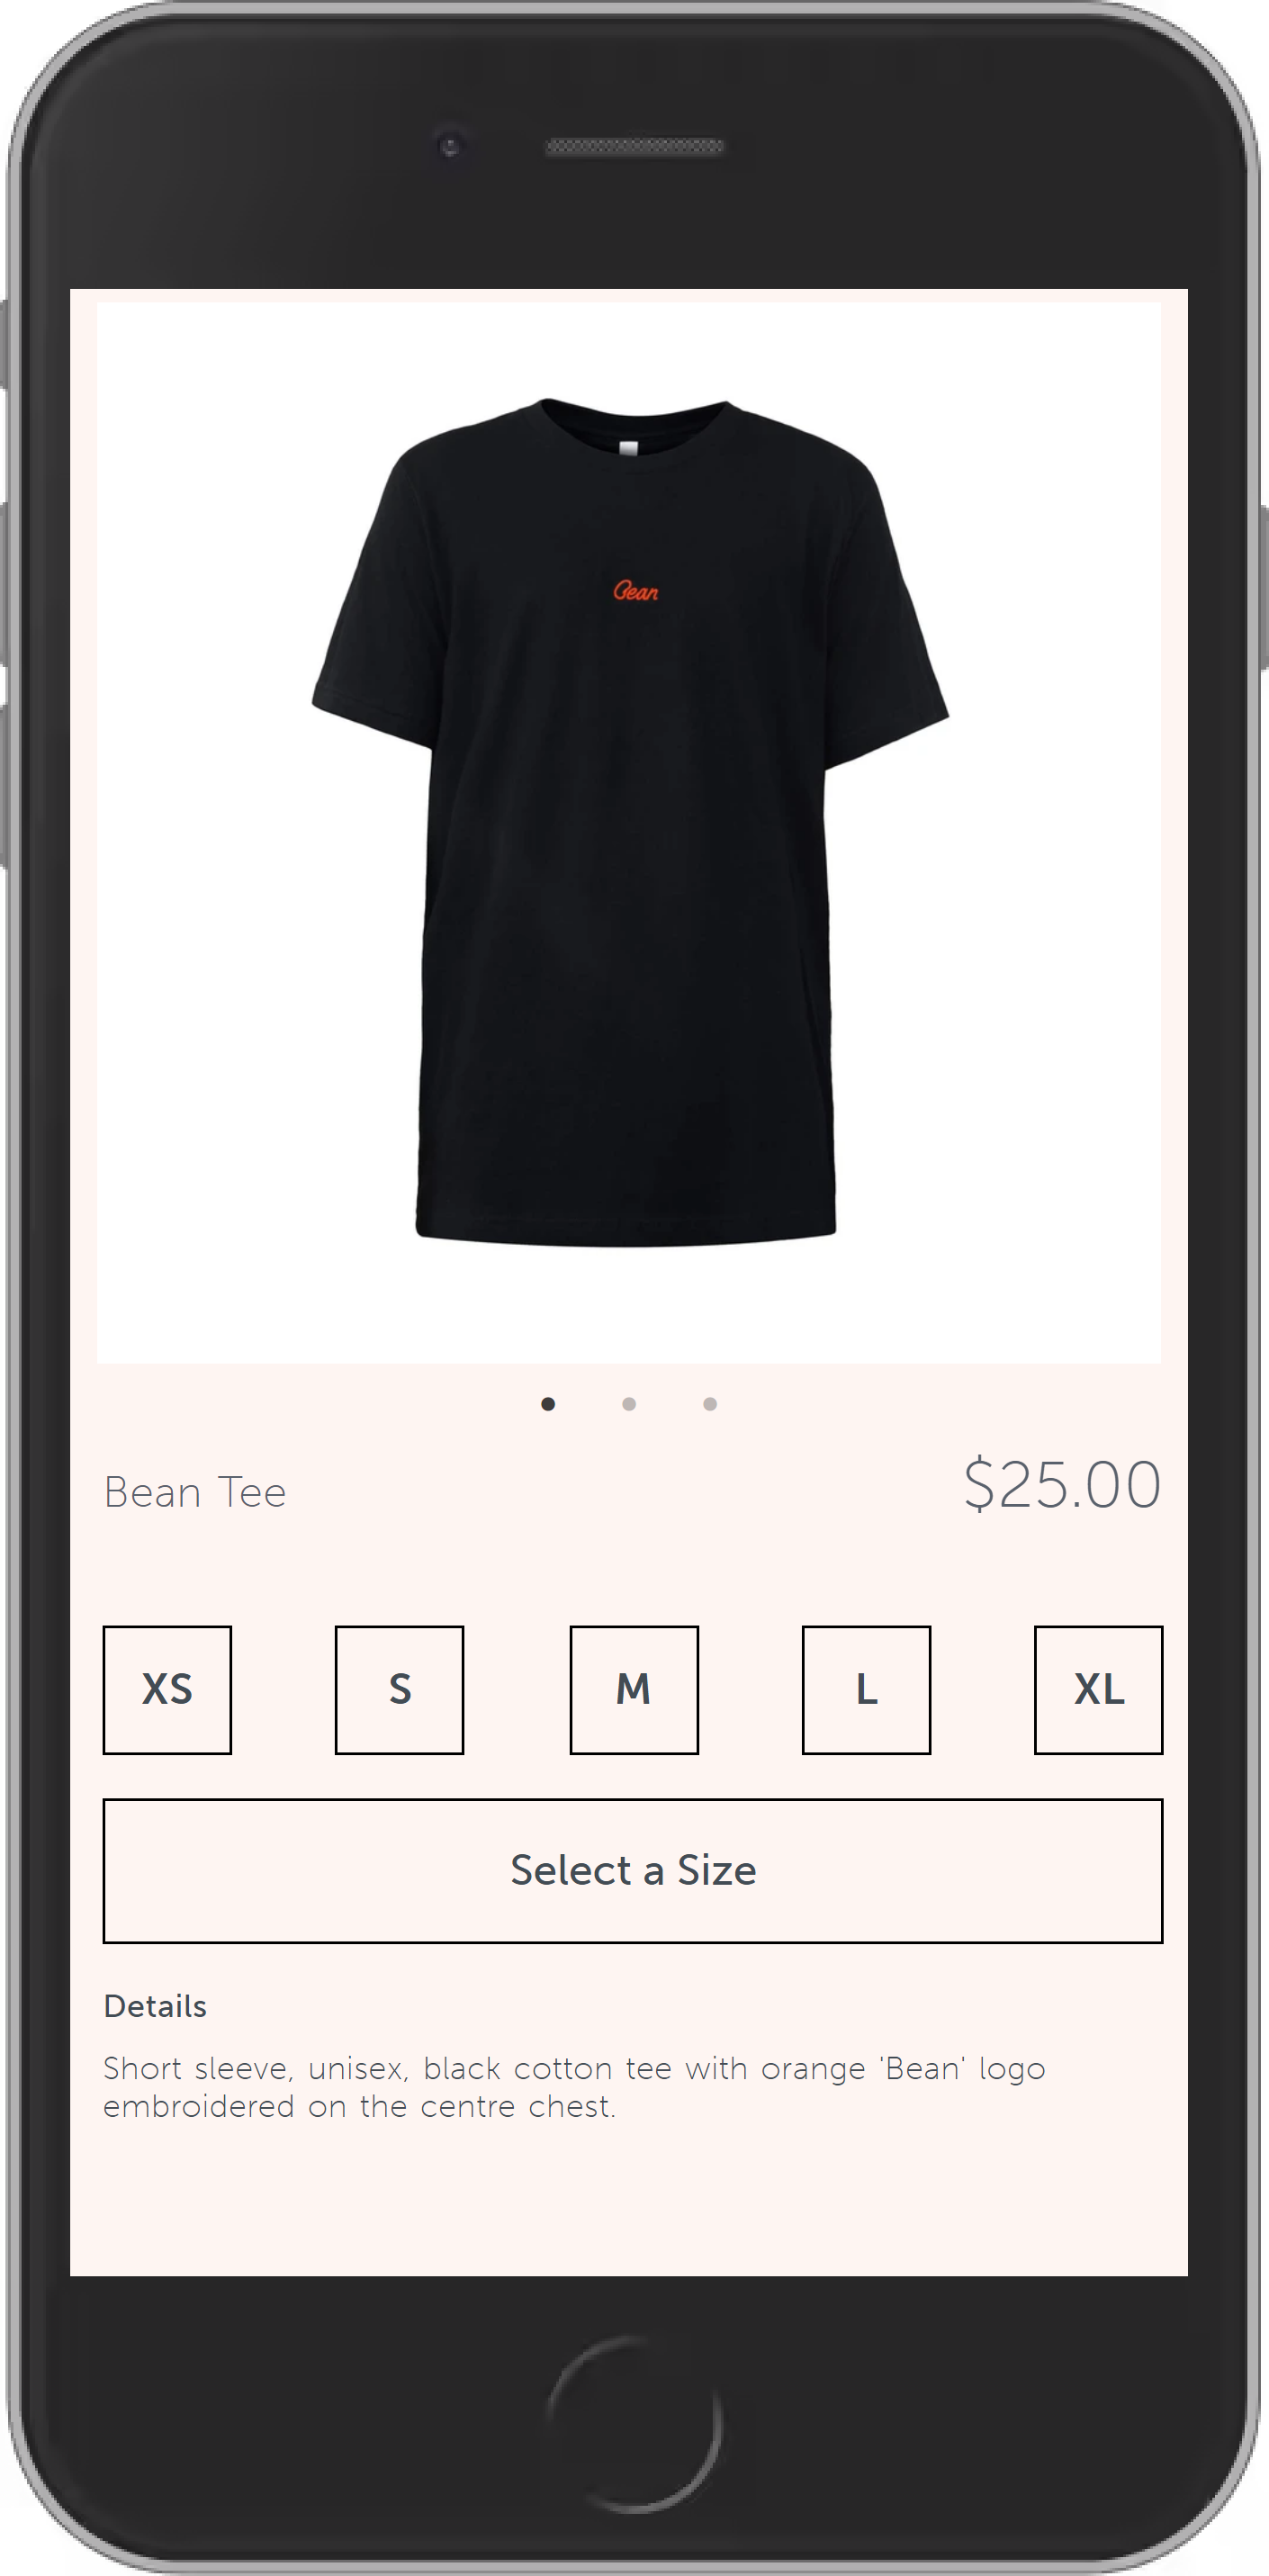 Bean
Bean Tee
$25.00
XS S M L XL
Select a Size
Details
Short sleeve, unisex, black cotton tee with orange 'Bean' logo
embroidered on the centre chest.